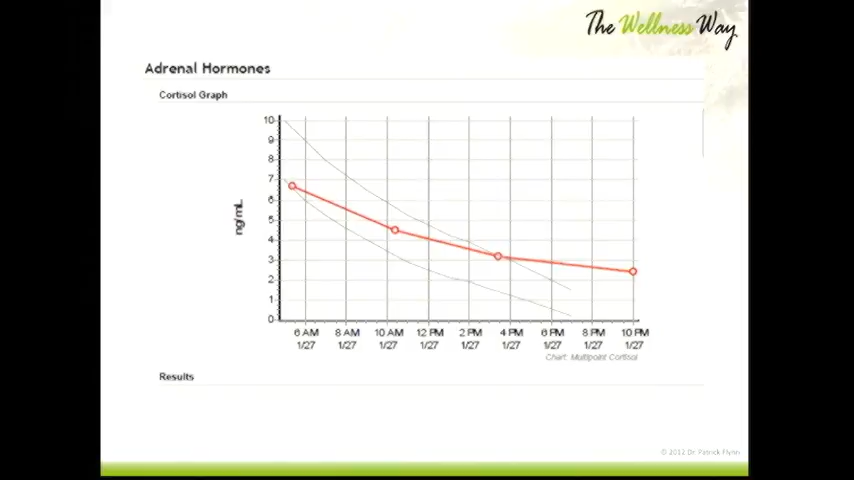 The Wellness Way
Adrenal Hormones
Cortisol Graph
10
9
8
7
6
5
4
3
2
1
0
ng/mL
6 AM 8 AM 10 AM 12 PM 2 PM 4 PM 6 PM 8 PM 10 PM
1/27 1/27 1/27 1/27 1/27 1/27 1/27 1/27 1/27
Chart: Multipoint Cortisol
Results
© 2012 Dr. Patrick Flynn